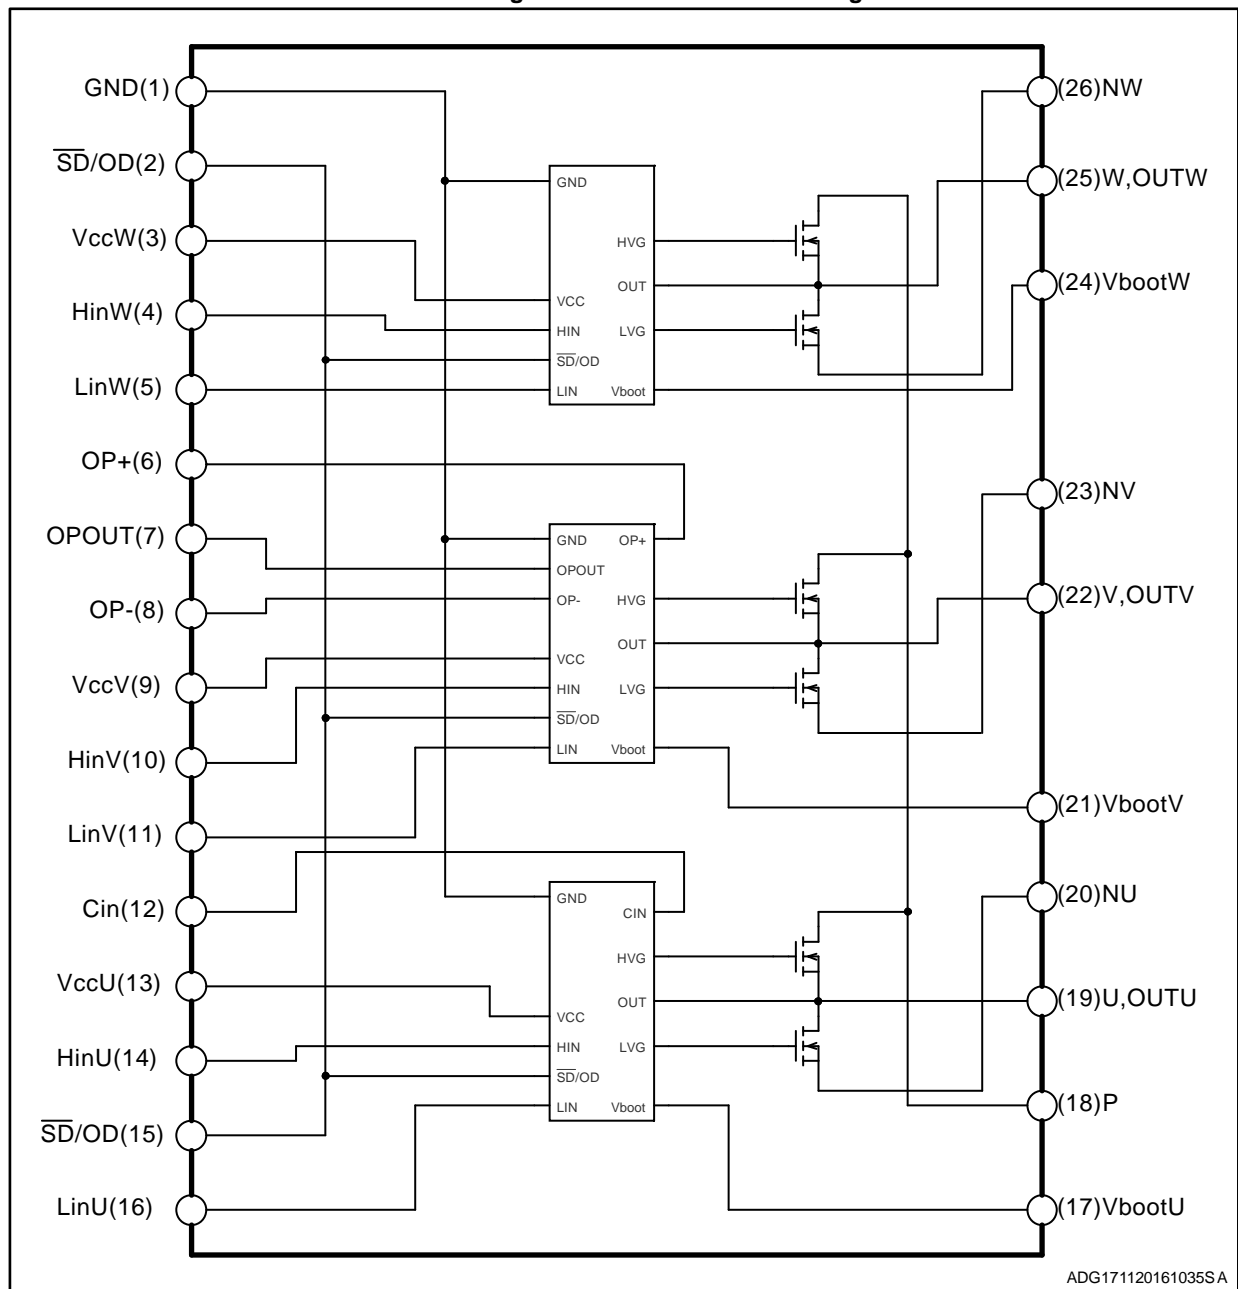 GND(1)
SD/OD(2)
VccW(3)
HinW(4)
LinW(5)
OP+(6)
OPOUT(7)
OP-(8)
VccV(9)
HinV(10)
LinV(11)
Cin(12)
VccU(13)
HinU(14)
SD/OD(15)
LinU(16)
GND
HVG
OUT
VCC
HIN
LVG
SD/OD
LIN
Vboot
GND
OP+
OPOUT
OP-
HVG
OUT
VCC
HIN
LVG
SD/OD
LIN
Vboot
GND
CIN
HVG
OUT
VCC
HIN
LVG
SD/OD
LIN
Vboot
(26)NW
(25)W,OUTW
(24)VbootW
(23)NV
(22)V,OUTV
(21)VbootV
(20)NU
(19)U,OUTU
(18)P
(17)VbootU
ADG171120161035SA